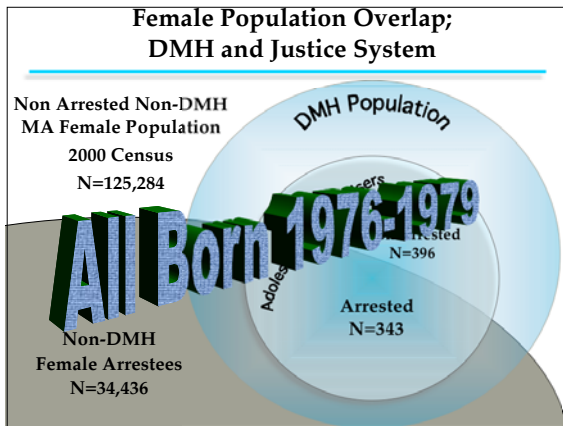 Female Population Overlap;
DMH and Justice System
Non Arrested Non-DMH
MA Female Population
2000 Census
N=125,284
DMH Population
All Born 1976-1979
N=396
Arrested
N=343
Non-DMH
Female Arrestees
N=34,436